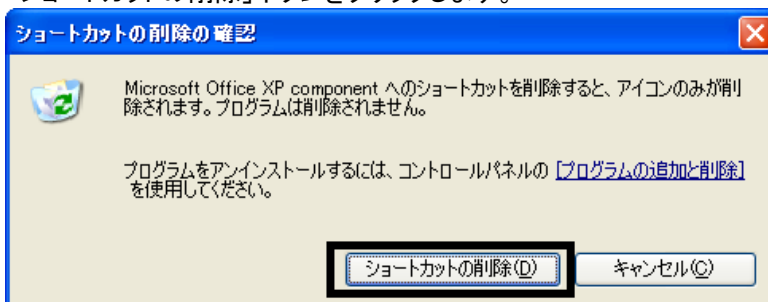 ショートカットの削除の確認
Microsoft Office XP component へのショートカットを削除すると、アイコンのみが削
除されます。プログラムは削除されません。
プログラムをアンインストールするには、コントロールパネルの [プログラムの追加と削除]
を使用してください。
ショートカットの削除(D)
キャンセル(C)